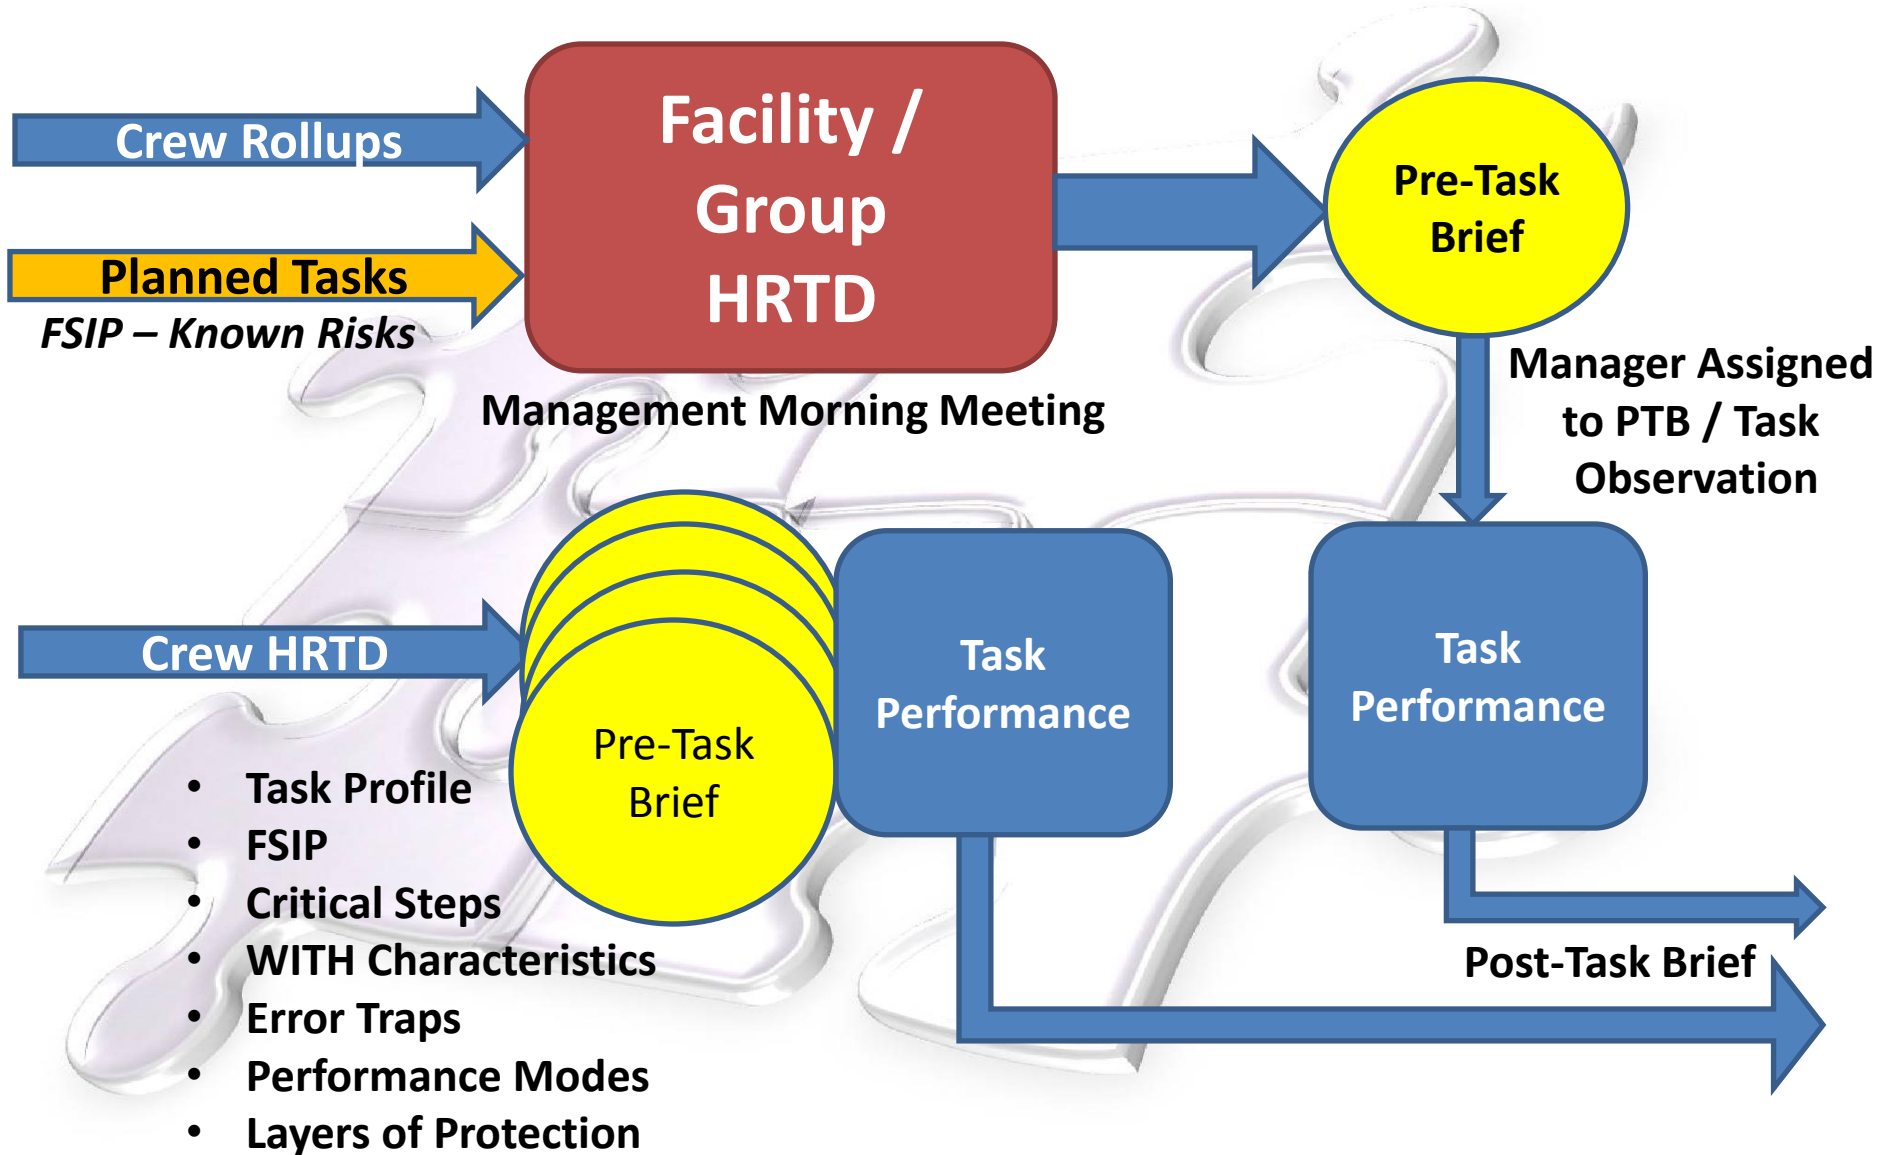 Crew Rollups
Planned Tasks
FSIP – Known Risks
Facility /
Group
HRTD
Management Morning Meeting
Pre-Task
Brief
Manager Assigned
to PTB / Task
Observation
Crew HRTD
Pre-Task
Brief
Task
Performance
Task
Performance
• Task Profile
• FSIP
• Critical Steps
• WITH Characteristics
• Error Traps
• Performance Modes
• Layers of Protection
Post-Task Brief